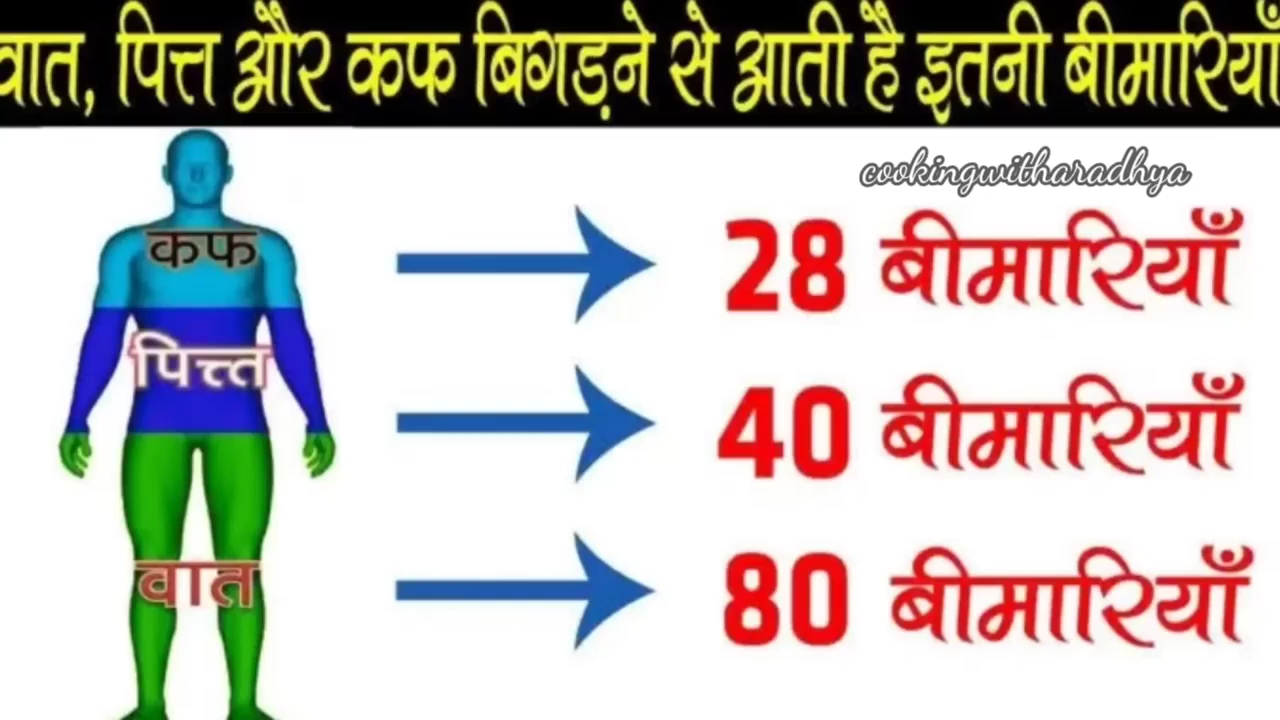 वात, पित्त और कफ बिगड़ने से आती है इतनी बीमारियाँ
cookingwitharadhya
कफ
28 बीमारियाँ
पित्त्त
40 बीमारियाँ
वात
80 बीमारियाँ